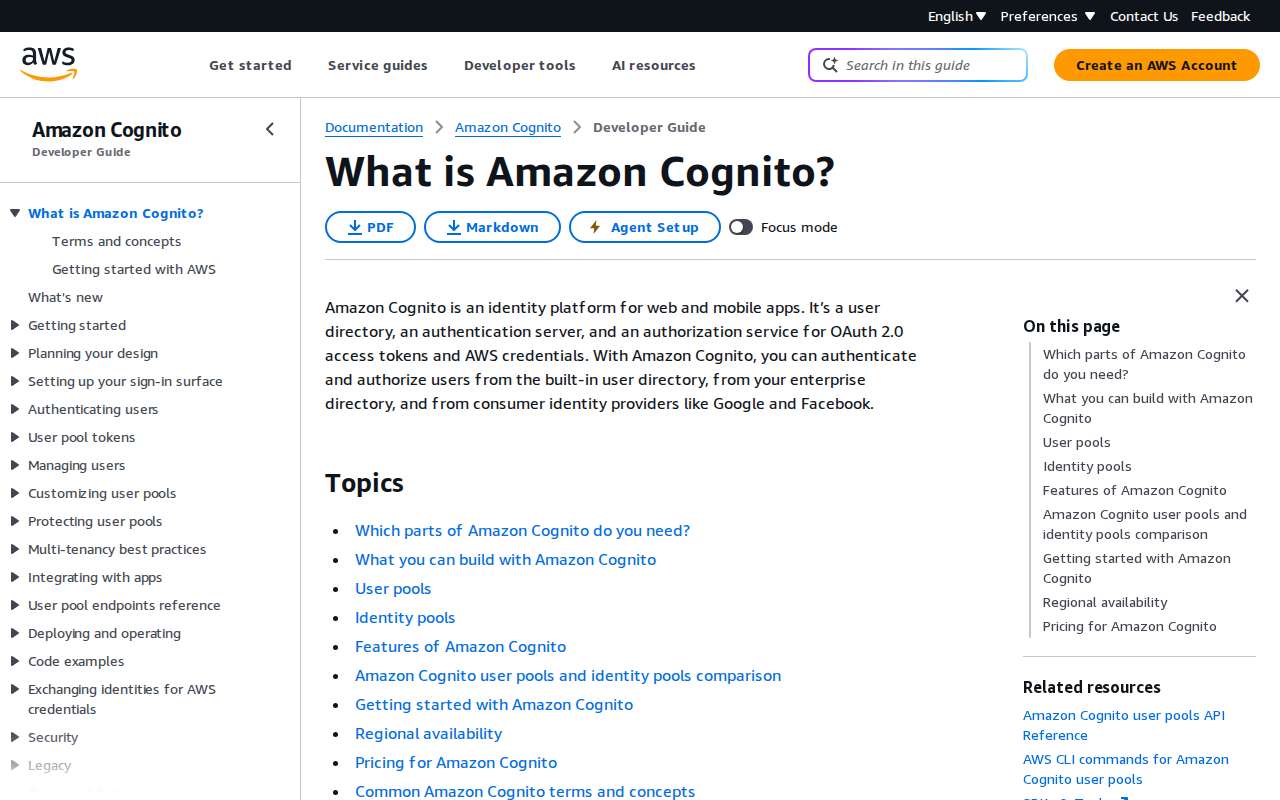 English
Preferences
Contact Us
Feedback
aws
Get started
Service guides
Developer tools
AI resources
Search in this guide
Create an AWS Account
Amazon Cognito
Developer Guide
What is Amazon Cognito?
Terms and concepts
Getting started with AWS
What's new
Getting started
Planning your design
Setting up your sign-in surface
Authenticating users
User pool tokens
Managing users
Customizing user pools
Protecting user pools
Multi-tenancy best practices
Integrating with apps
User pool endpoints reference
Deploying and operating
Code examples
Exchanging identities for AWS
credentials
Security
Legacy
Documentation
Amazon Cognito
Developer Guide
What is Amazon Cognito?
PDF
Markdown
Agent Setup
Focus mode
Amazon Cognito is an identity platform for web and mobile apps. It's a user
directory, an authentication server, and an authorization service for OAuth 2.0
access tokens and AWS credentials. With Amazon Cognito, you can authenticate
and authorize users from the built-in user directory, from your enterprise
directory, and from consumer identity providers like Google and Facebook.
Topics
Which parts of Amazon Cognito do you need?
What you can build with Amazon Cognito
User pools
Identity pools
Features of Amazon Cognito
Amazon Cognito user pools and identity pools comparison
Getting started with Amazon Cognito
Regional availability
Pricing for Amazon Cognito
Common Amazon Cognito terms and concepts
On this page
Which parts of Amazon Cognito
do you need?
What you can build with Amazon
Cognito
User pools
Identity pools
Features of Amazon Cognito
Amazon Cognito user pools and
identity pools comparison
Getting started with Amazon
Cognito
Regional availability
Pricing for Amazon Cognito
Related resources
Amazon Cognito user pools API
Reference
AWS CLI commands for Amazon
Cognito user pools